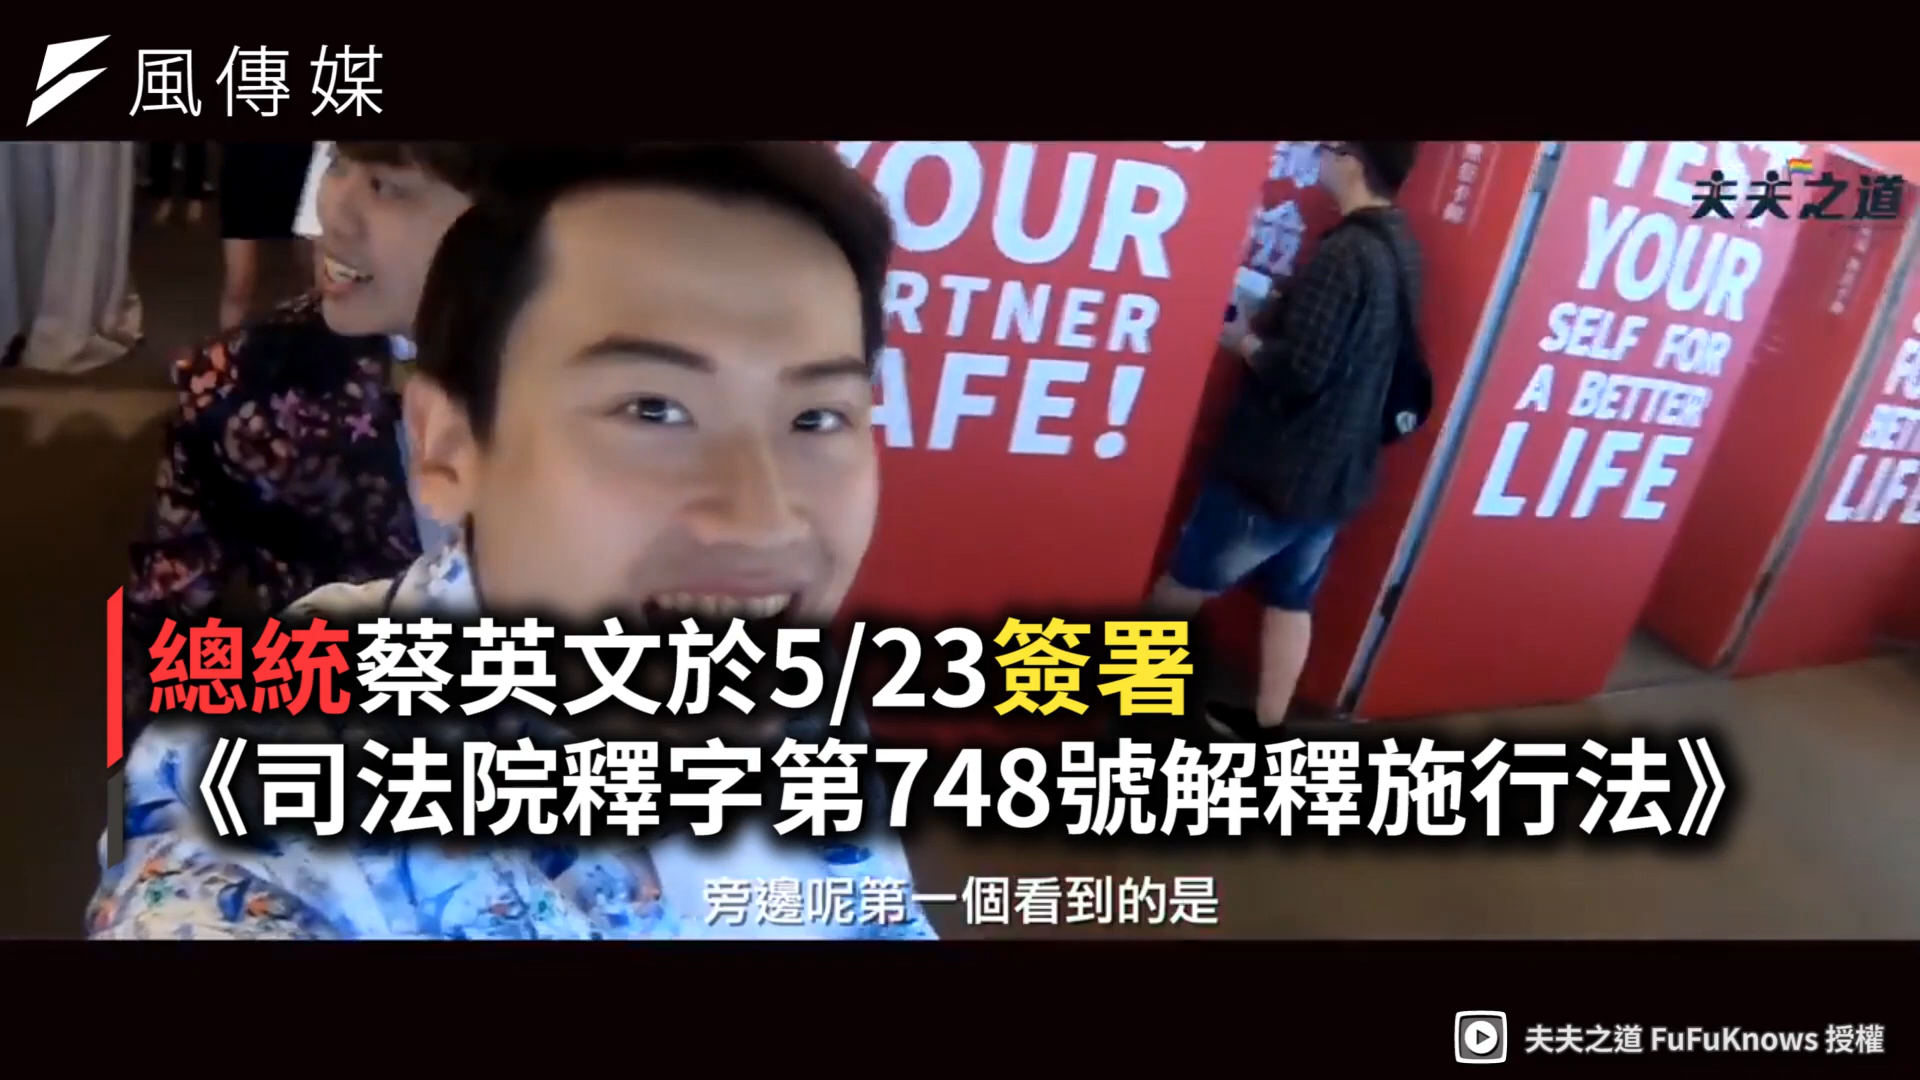 風傳媒
YOUR
RTNER
AFE!
TEST
YOUR
SELF FOR
A BETTER
LIFE
夫夫之道
LIFE
總統蔡英文於5/23簽署
《司法院釋字第748號解釋施行法》
旁邊呢第一個看到的是
夫夫之道 FuFuKnows 授權